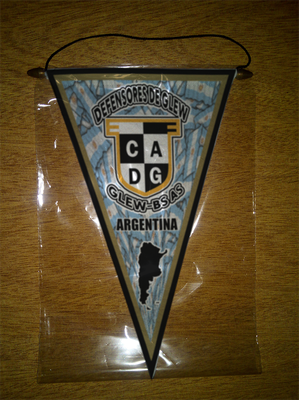 DEFENSORES DE GLEW
C A
D G
GLEW-BS AS
ARGENTINA